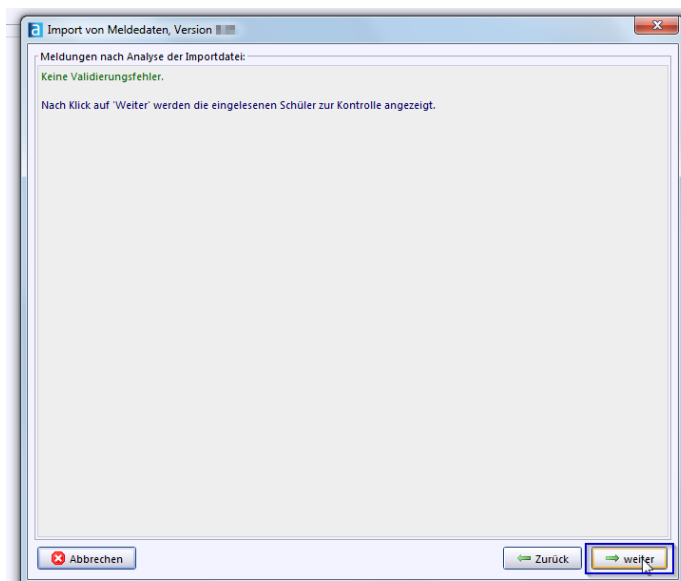 Import von Meldedaten, Version
Meldungen nach Analyse der Importdatei:
Keine Validierungsfehler.
Nach Klick auf 'Weiter' werden die eingelesenen Schüler zur Kontrolle angezeigt.
Abbrechen
Zurück
weiter